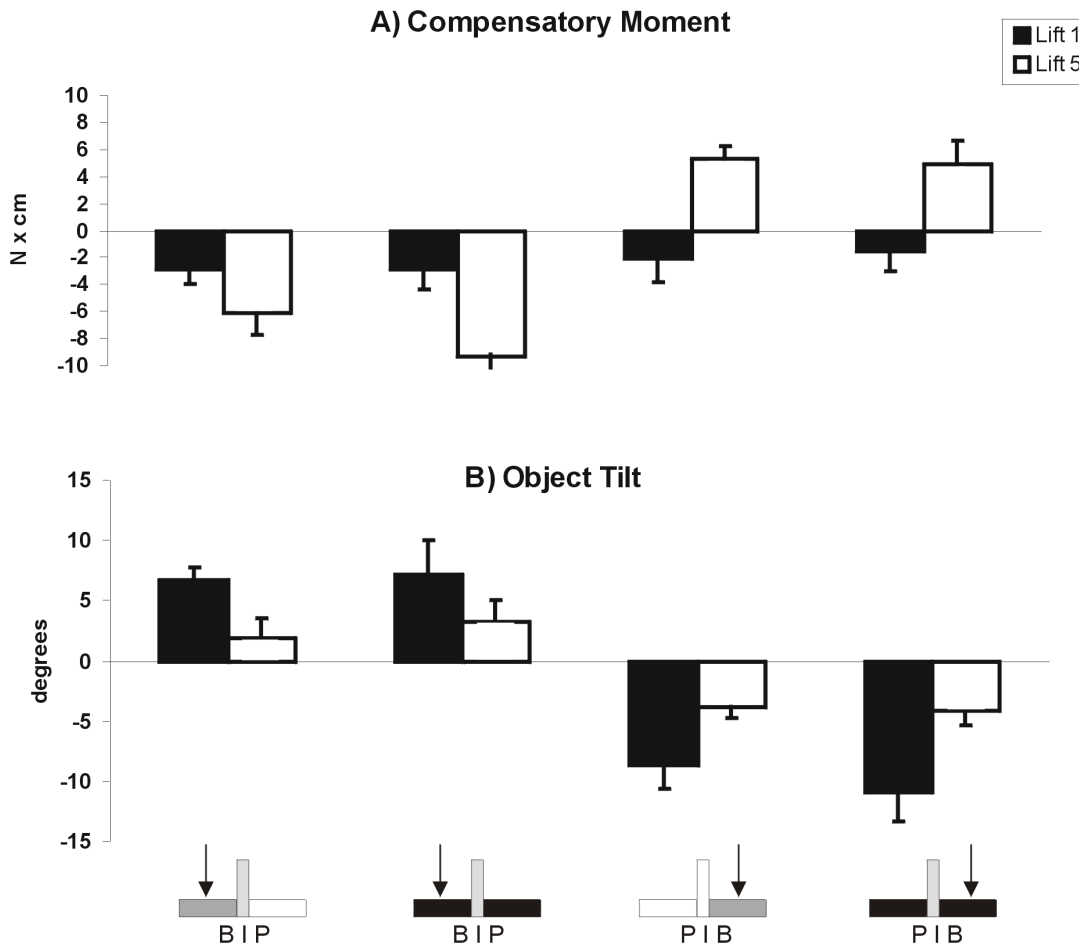 A) Compensatory Moment
Lift 1
Lift 5
10
8
6
4
2
0
-2
-4
-6
-8
-10
N x cm
B) Object Tilt
15
10
5
0
-5
-10
-15
degrees
B I P
B I P
P I B
P I B